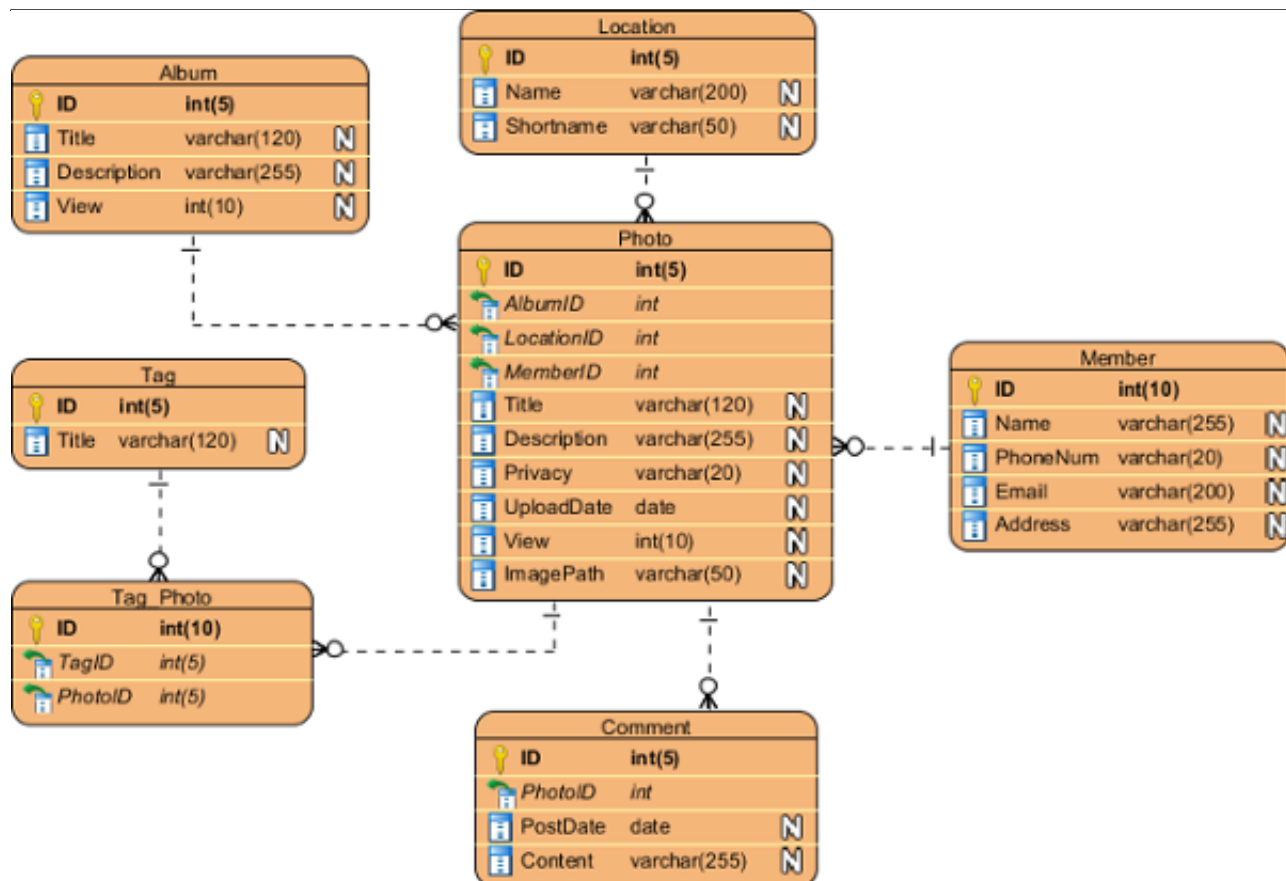 Album
ID int(5)
Title varchar(120) N
Description varchar(255) N
View int(10) N
Location
ID int(5)
Name varchar(200) N
Shortname varchar(50) N
Photo
ID int(5)
AlbumID int
LocationID int
MemberID int
Title varchar(120) N
Description varchar(255) N
Privacy varchar(20) N
UploadDate date N
View int(10) N
ImagePath varchar(50) N
Tag
ID int(5)
Title varchar(120) N
Member
ID int(10)
Name varchar(255) N
PhoneNum varchar(20) N
Email varchar(200) N
Address varchar(255) N
Tag_Photo
ID int(10)
TagID int(5)
PhotoID int(5)
Comment
ID int(5)
PhotoID int
PostDate date N
Content varchar(255) N